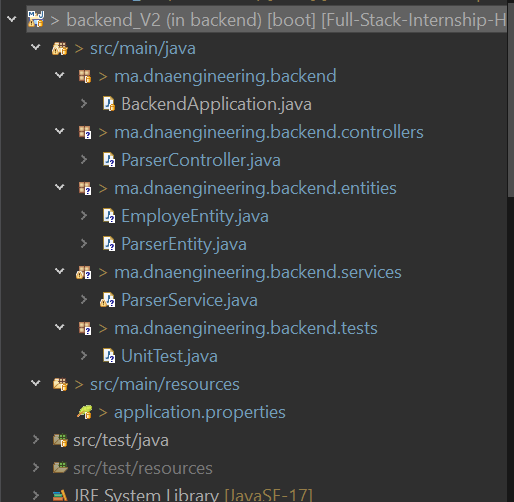 > backend_V2 (in backend) [boot] [Full-Stack-Internship-H
> src/main/java
> ma.dnaengineering.backend
BackendApplication.java
> ma.dnaengineering.backend.controllers
ParserController.java
> ma.dnaengineering.backend.entities
EmployeEntity.java
ParserEntity.java
> ma.dnaengineering.backend.services
ParserService.java
> ma.dnaengineering.backend.tests
UnitTest.java
> src/main/resources
> application.properties
src/test/java
src/test/resources
JRE System Library [JavaSE-17]